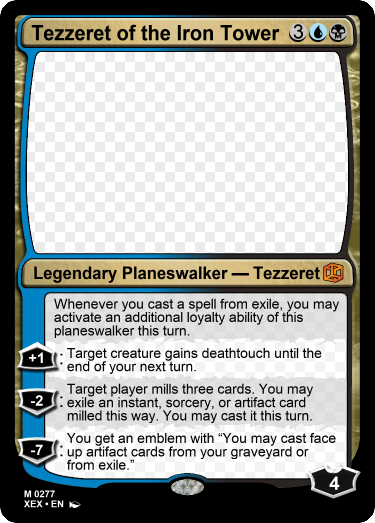 Tezzeret of the Iron Tower 3
Legendary Planeswalker — Tezzeret
Whenever you cast a spell from exile, you may
activate an additional loyalty ability of this
planeswalker this turn.
+1: Target creature gains deathtouch until the
end of your next turn.
-2: Target player mills three cards. You may
exile an instant, sorcery, or artifact card
milled this way. You may cast it this turn.
-7: You get an emblem with “You may cast face
up artifact cards from your graveyard or
from exile.”
4
M 0277
XEX • EN